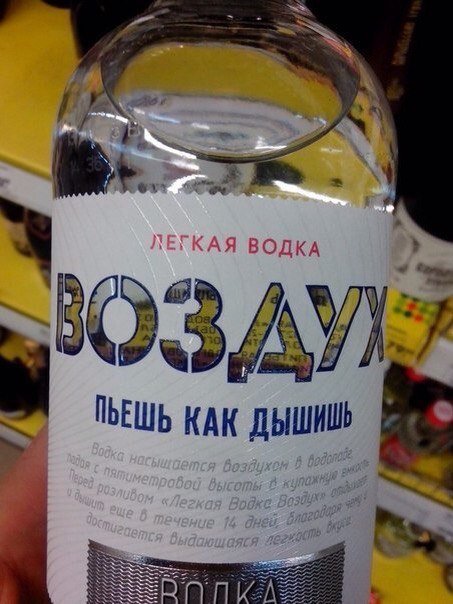 ЛЕГКАЯ ВОДКА
ВОЗДУХ
ПЬЕШЬ КАК ДЫШИШЬ
Водка насыщается воздухом в водопаде,
падая с пятиметровой высоты в купажную емкость.
Перед розливом «Легкая Водка Воздух» отдыхает
и дышит еще в течение 14 дней, благодаря чему и
достигается выдающаяся легкость вкуса.
ВОДКА